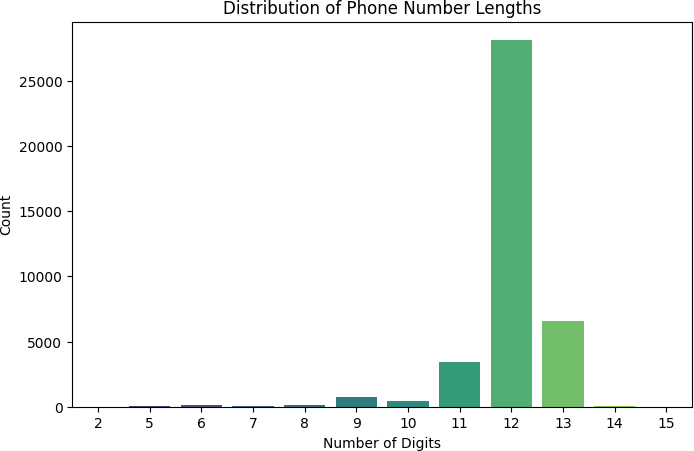 Distribution of Phone Number Lengths
25000
20000
15000
10000
5000
0
Count
2 5 6 7 8 9 10 11 12 13 14 15
Number of Digits